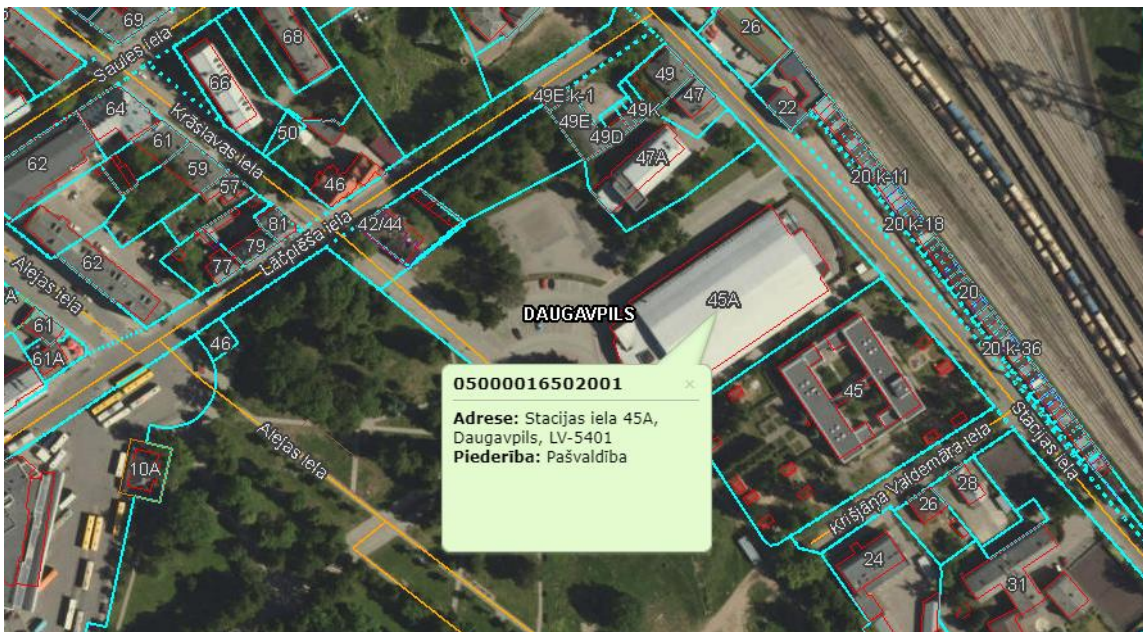 69
68
26
Saules iela
66
64
Krāslavas iela
61
50
62
59
57
46
49
47
49E k-1
49E
49K
49D
47A
22
20 k-11
20 k-18
20
20 k-36
81
42/44
79
77
Lāčplēša iela
62
Alejas iela
61
61A
46
DAUGAVPILS
45A
05000016502001 ×
Adrese: Stacijas iela 45A,
Daugavpils, LV-5401
Piederība: Pašvaldība
45
Stacijas iela
Krišjāņa Valdemāra iela
28
26
24
31
Alejas iela
10A